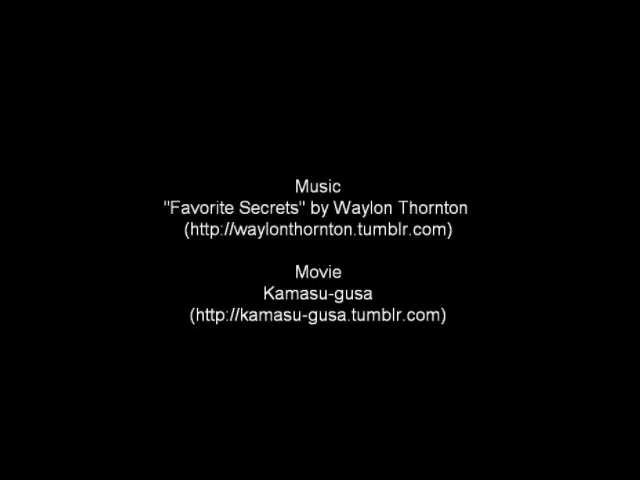 Music
"Favorite Secrets" by Waylon Thornton
(http://waylonthornton.tumblr.com)
Movie
Kamasu-gusa
(http://kamasu-gusa.tumblr.com)